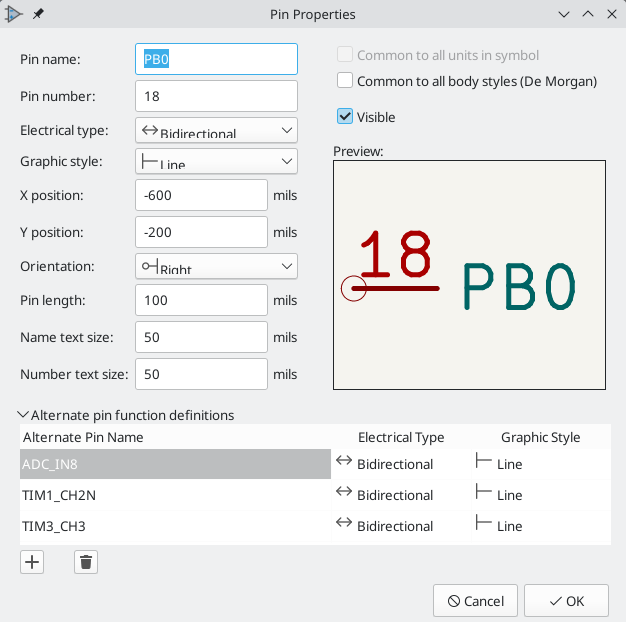 Pin Properties
Pin name: PB0
Pin number: 18
Electrical type: Bidirectional
Graphic style: Line
X position: -600 mils
Y position: -200 mils
Orientation: Right
Pin length: 100 mils
Name text size: 50 mils
Number text size: 50 mils
Common to all units in symbol
Common to all body styles (De Morgan)
Visible
Preview:
18
PB0
Alternate pin function definitions
Alternate Pin Name Electrical Type Graphic Style
ADC_IN8 Bidirectional Line
TIM1_CH2N Bidirectional Line
TIM3_CH3 Bidirectional Line
Cancel OK